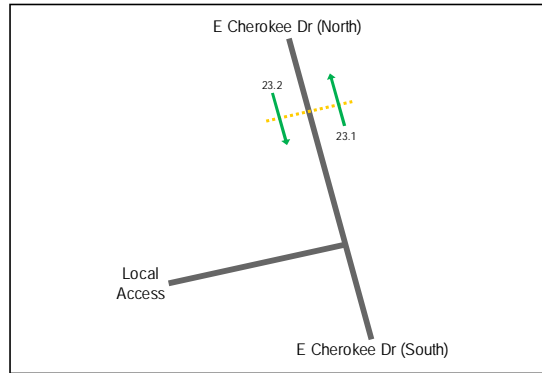 E Cherokee Dr (North)
23.2
23.1
Local
Access
E Cherokee Dr (South)